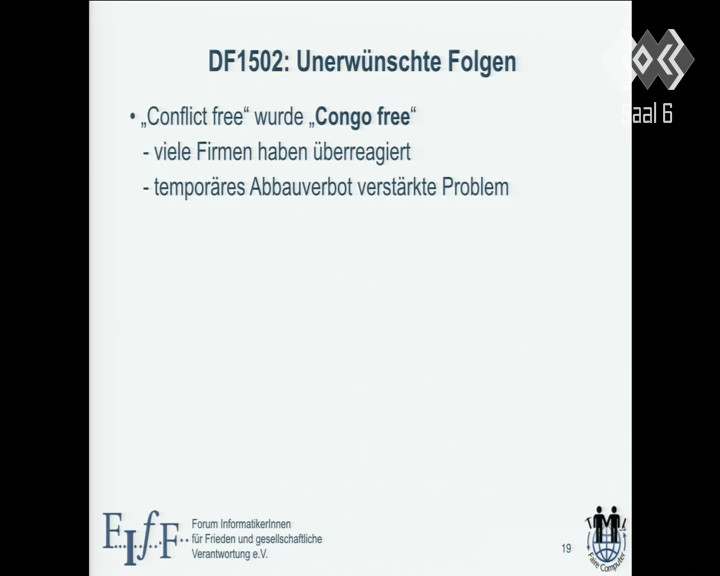 DF1502: Unerwünschte Folgen
Saal 6
• „Conflict free“ wurde „Congo free“
- viele Firmen haben überreagiert
- temporäres Abbauverbot verstärkte Problem
F..I..f..F..
Forum InformatikerInnen
für Frieden und gesellschaftliche
Verantwortung e.V.
19
Faire Computer